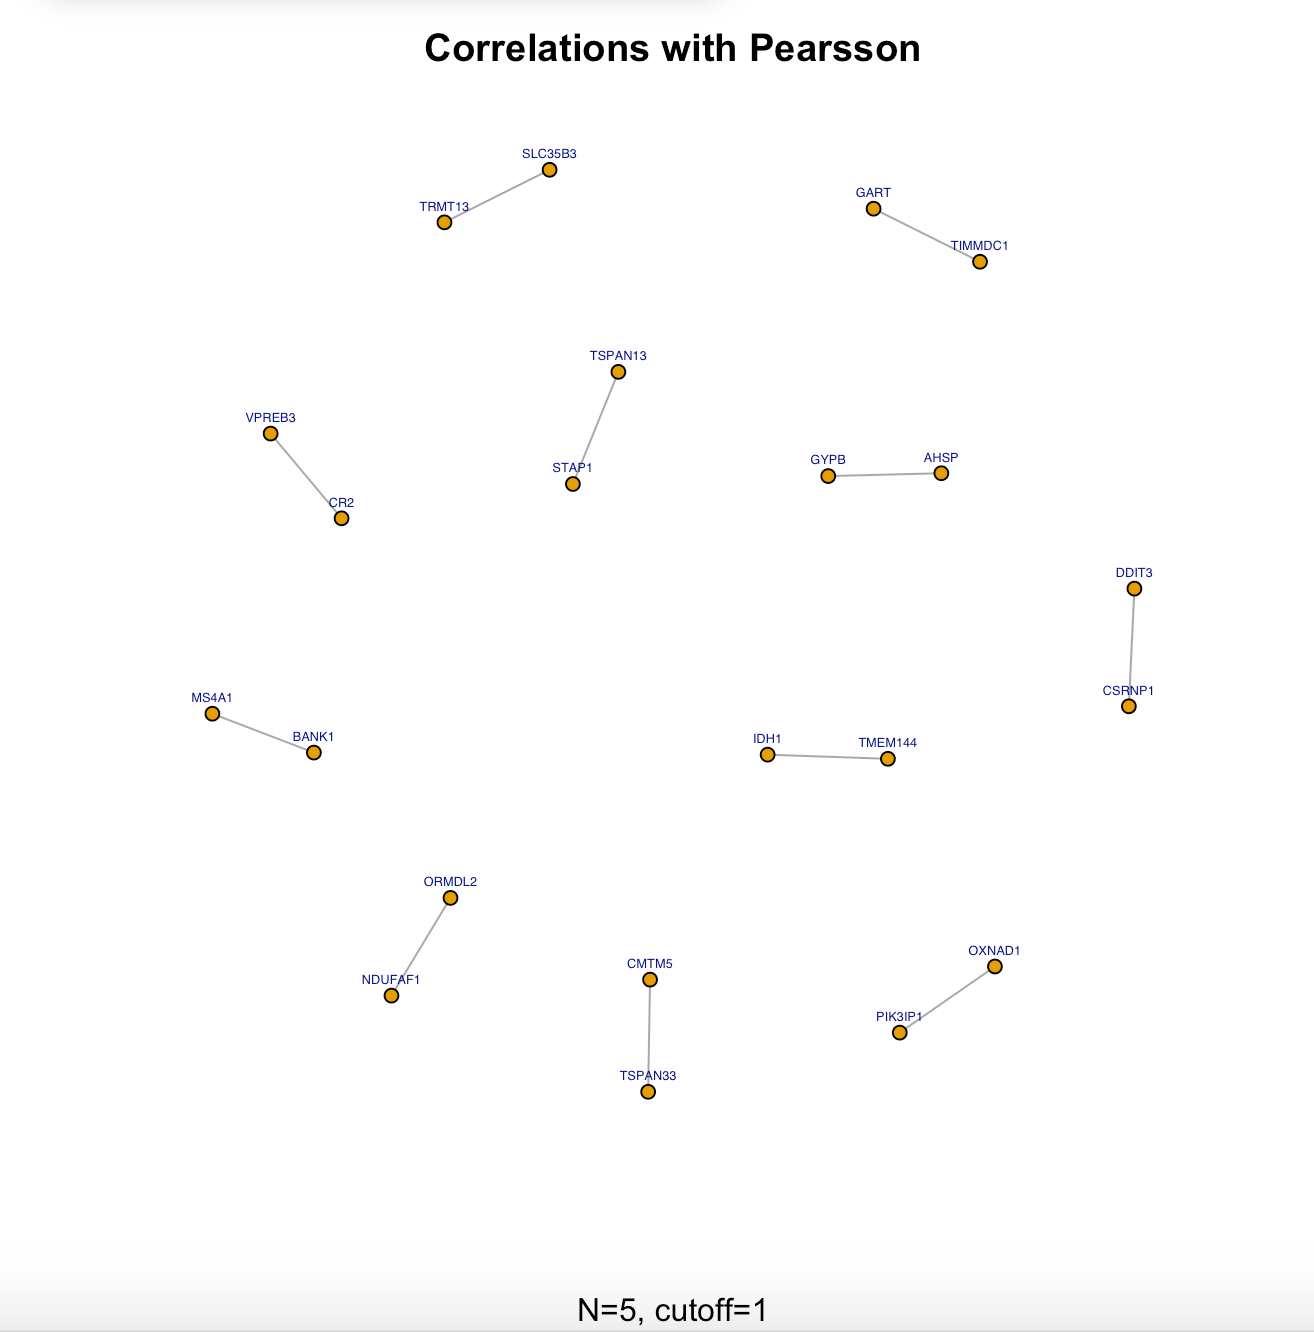 Correlations with Pearsson
SLC35B3
TRMT13
GART
TIMMDC1
TSPAN13
VPREB3
STAP1
GYPB
AHSP
CR2
DDIT3
CSRNP1
MS4A1
BANK1
IDH1
TMEM144
ORMDL2
NDUFAF1
CMTM5
OXNAD1
PIK3IP1
TSPAN33
N=5, cutoff=1